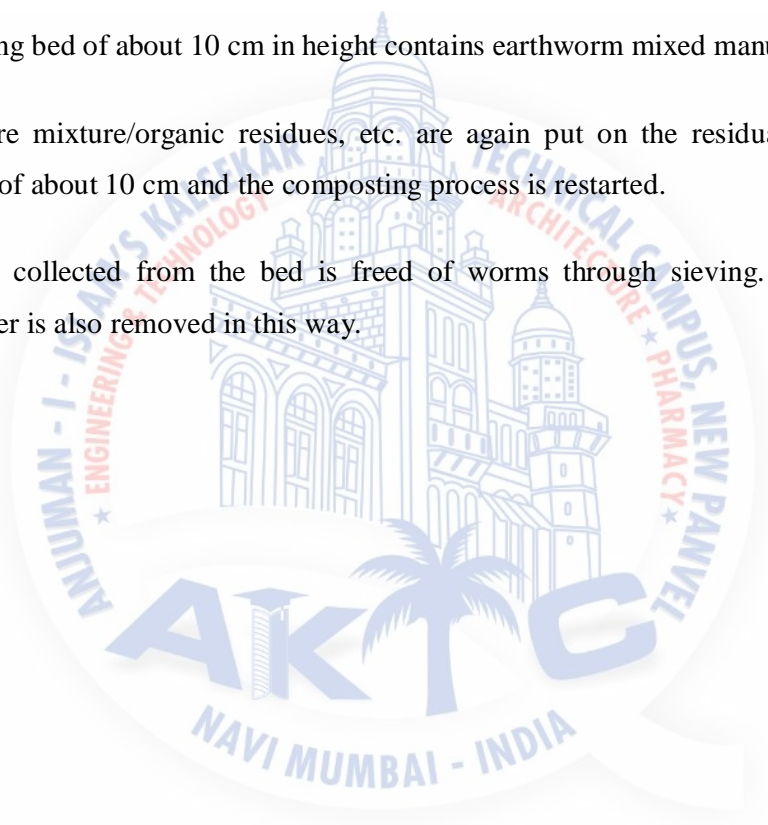 ng bed of about 10 cm in height contains earthworm mixed manu
re mixture/organic residues, etc. are again put on the residua
of about 10 cm and the composting process is restarted.
collected from the bed is freed of worms through sieving.
er is also removed in this way.
ANJUMAN - I - ISLAM'S KALSEKAR TECHNICAL CAMPUS, NEW PANVEL
★ ENGINEERING & TECHNOLOGY ARCHITECTURE ★ PHARMACY ★
AKTC
NAVI MUMBAI - INDIA